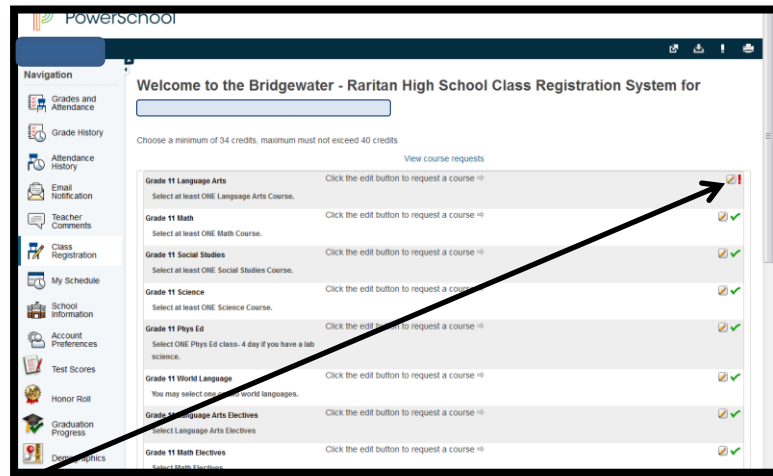 PowerSchool
Navigation
Grades and
Attendance
Grade History
Attendance
History
Email
Notification
Teacher
Comments
Class
Registration
My Schedule
School
Information
Account
Preferences
Test Scores
Honor Roll
Graduation
Progress
Demographics
Welcome to the Bridgewater - Raritan High School Class Registration System for
Choose a minimum of 34 credits, maximum must not exceed 40 credits
View course requests
Grade 11 Language Arts Click the edit button to request a course
Select at least ONE Language Arts Course.
Grade 11 Math Click the edit button to request a course
Select at least ONE Math Course.
Grade 11 Social Studies Click the edit button to request a course
Select at least ONE Social Studies Course.
Grade 11 Science Click the edit button to request a course
Select at least ONE Science Course.
Grade 11 Phys Ed Click the edit button to request a course
Select ONE Phys Ed class- 4 day if you have a lab
science.
Grade 11 World Language Click the edit button to request a course
You may select one or two world languages.
Grade 11 Language Arts Electives Click the edit button to request a course
Select Language Arts Electives
Grade 11 Math Electives Click the edit button to request a course
Select Math Electives